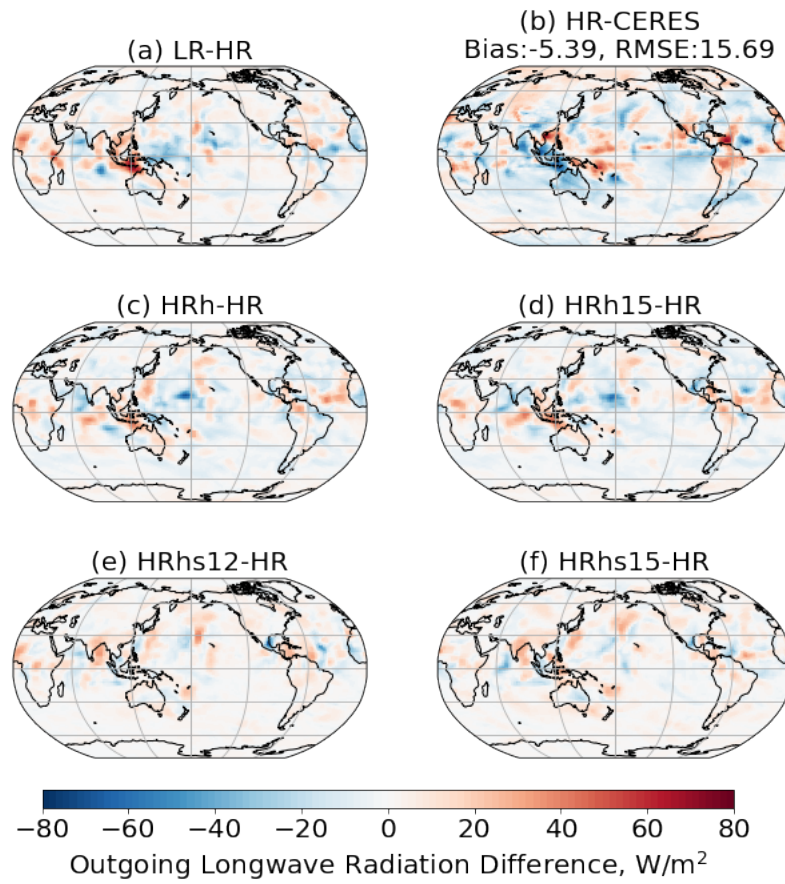 (a) LR-HR
(b) HR-CERES
Bias:-5.39, RMSE:15.69
(c) HRh-HR
(d) HRh15-HR
(e) HRhs12-HR
(f) HRhs15-HR
−80 −60 −40 −20 0 20 40 60 80
Outgoing Longwave Radiation Difference, W/m²